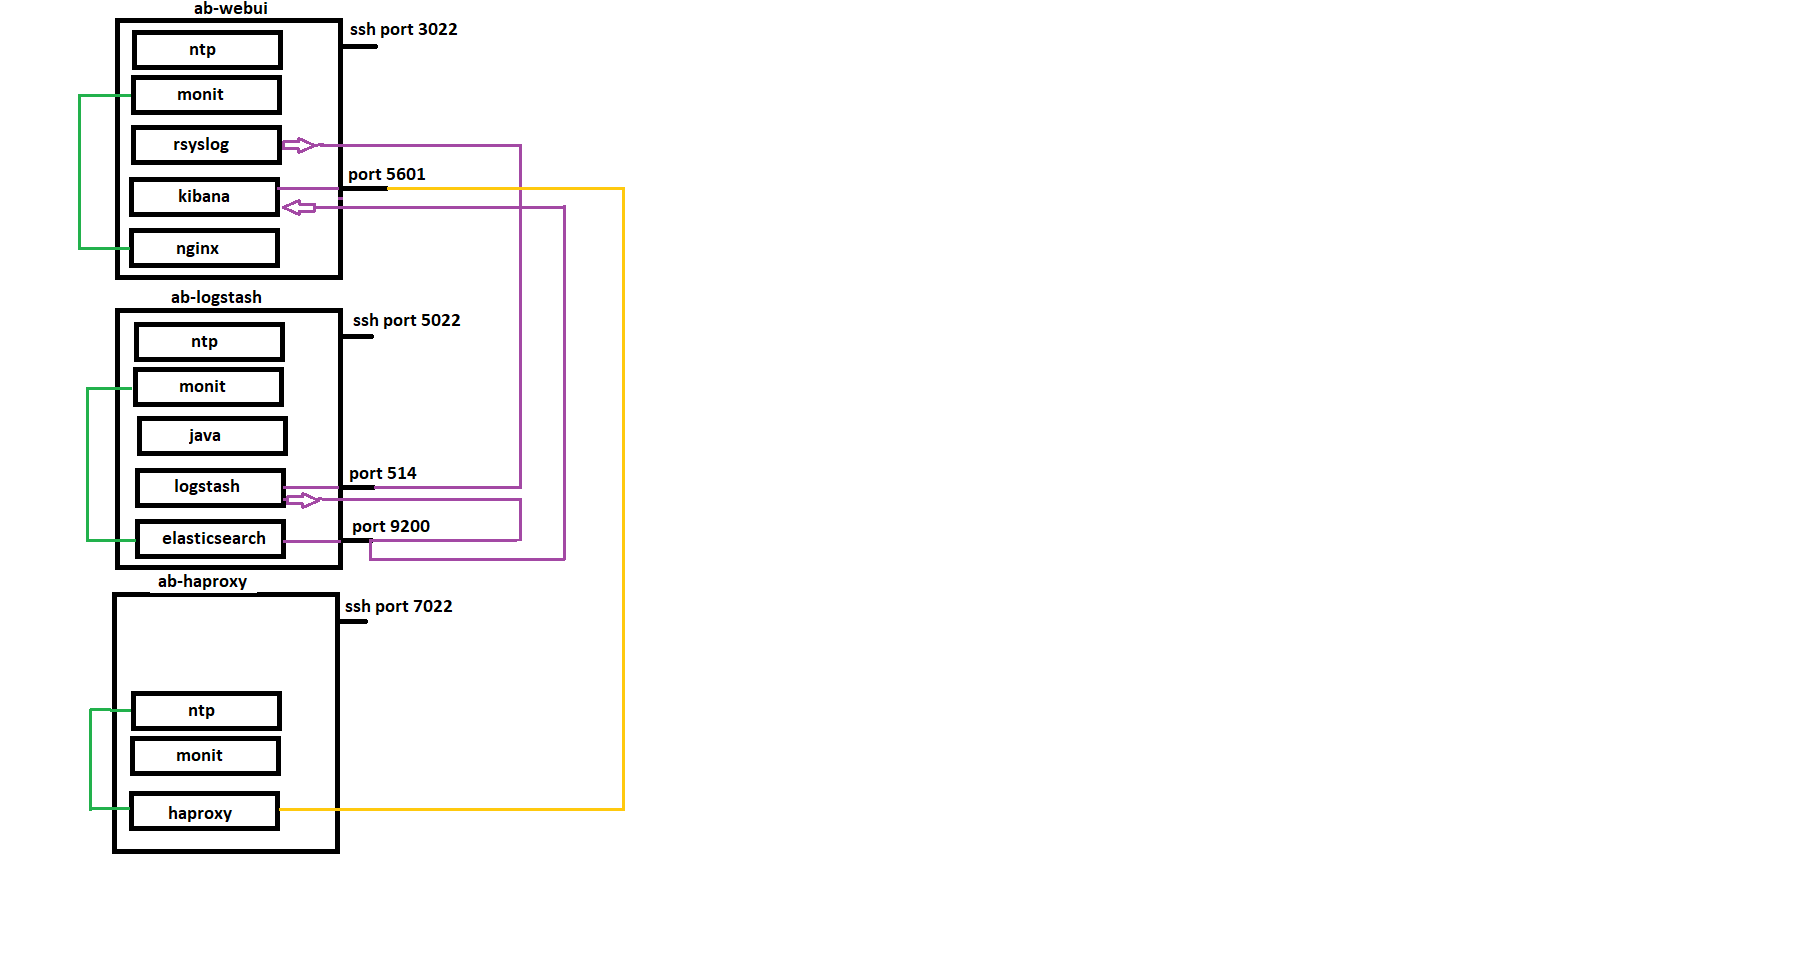 ab-webui
ssh port 3022
ntp
monit
rsyslog
port 5601
kibana
nginx
ab-logstash
ssh port 5022
ntp
monit
java
port 514
logstash
port 9200
elasticsearch
ab-haproxy
ssh port 7022
ntp
monit
haproxy